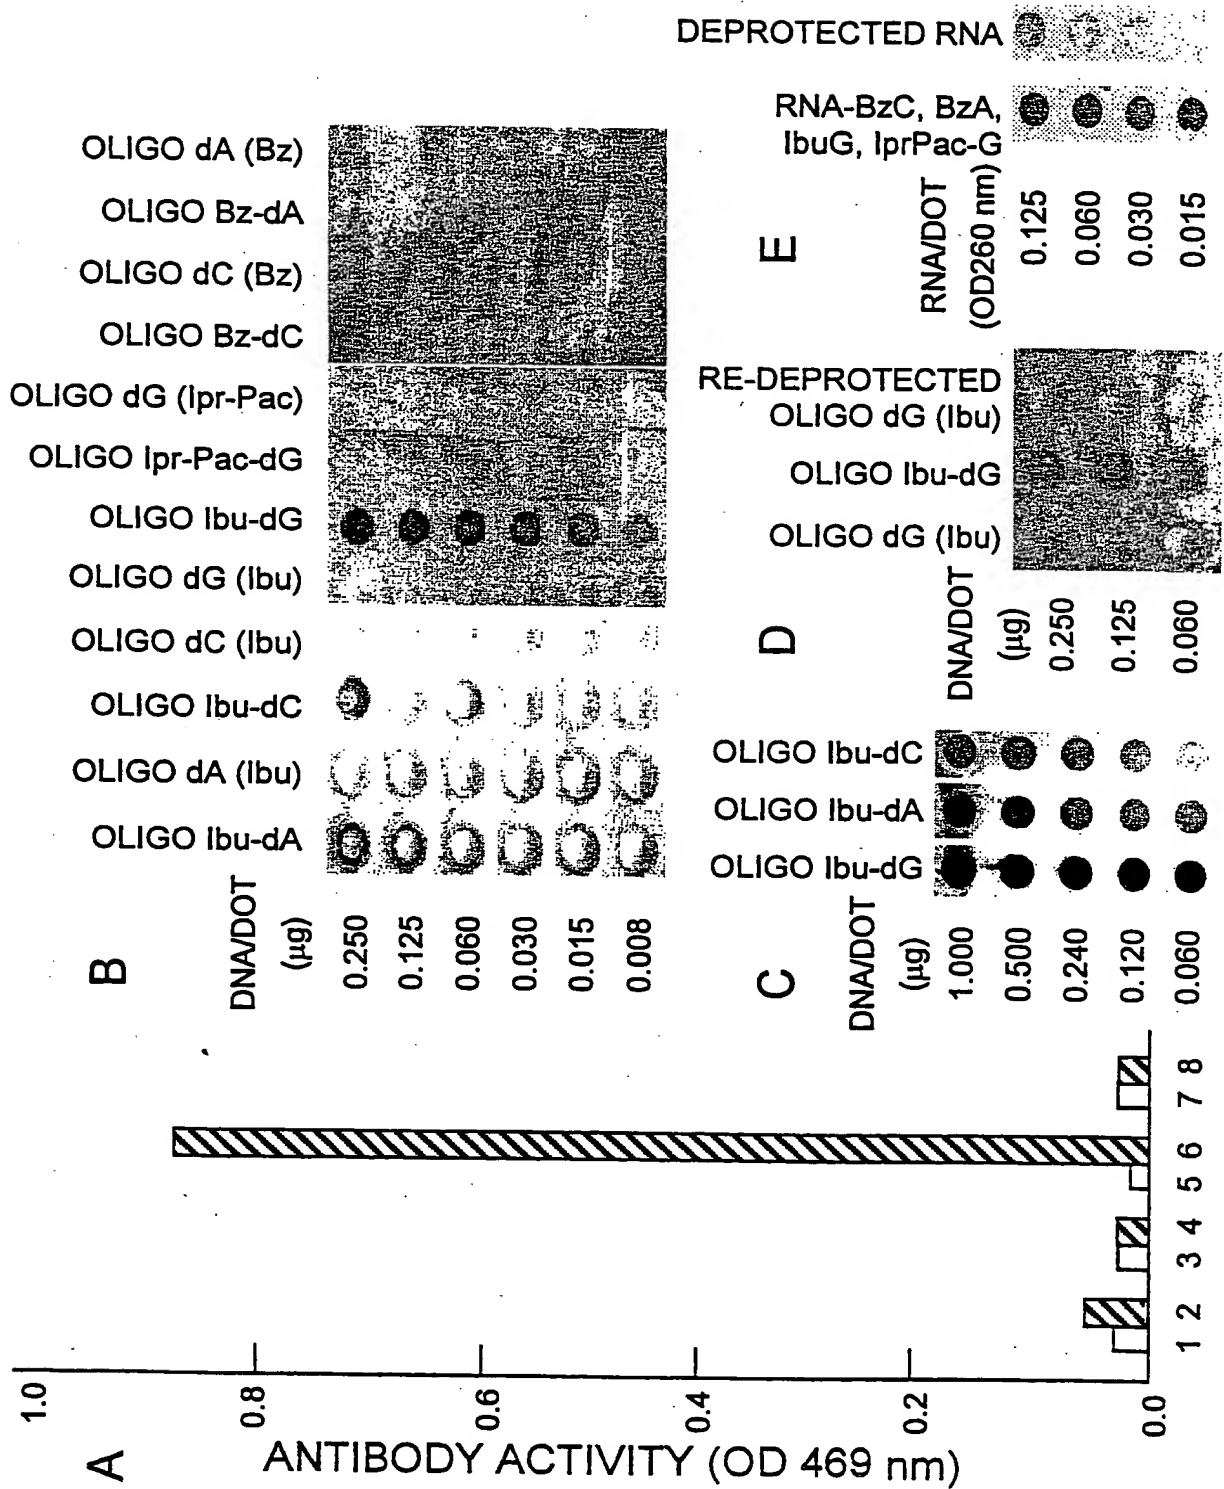 A
ANTIBODY ACTIVITY (OD 469 nm)
1.0
0.8
0.6
0.4
0.2
0.0
1 2 3 4 5 6 7 8
B
DNA/DOT
(µg)
0.250
0.125
0.060
0.030
0.015
0.008
OLIGO Ibu-dA
OLIGO dA (Ibu)
OLIGO Ibu-dC
OLIGO dC (Ibu)
OLIGO dG (Ibu)
OLIGO Ibu-dG
OLIGO Ipr-Pac-dG
OLIGO dG (Ipr-Pac)
OLIGO Bz-dC
OLIGO dC (Bz)
OLIGO Bz-dA
OLIGO dA (Bz)
C
DNA/DOT
(µg)
1.000
0.500
0.240
0.120
0.060
OLIGO Ibu-dG
OLIGO Ibu-dA
OLIGO Ibu-dC
D
DNA/DOT
(µg)
0.250
0.125
0.060
OLIGO dG (Ibu)
OLIGO Ibu-dG
RE-DEPROTECTED
OLIGO dG (Ibu)
E
RNA/DOT
(OD260 nm)
0.125
0.060
0.030
0.015
RNA-BzC, BzA,
IbuG, IprPac-G
DEPROTECTED RNA